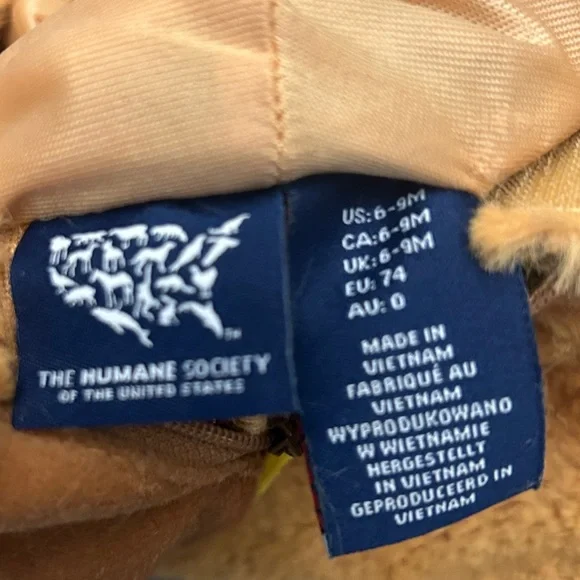 THE HUMANE SOCIETY
OF THE UNITED STATES
TM
US: 6-9M
CA: 6-9M
UK: 6-9M
EU: 74
AU: 0
MADE IN
VIETNAM
FABRIQUÉ AU
VIETNAM
WYPRODUKOWANO
W WIETNAMIE
HERGESTELLT
IN VIETNAM
GEPRODUCEERD IN
VIETNAM